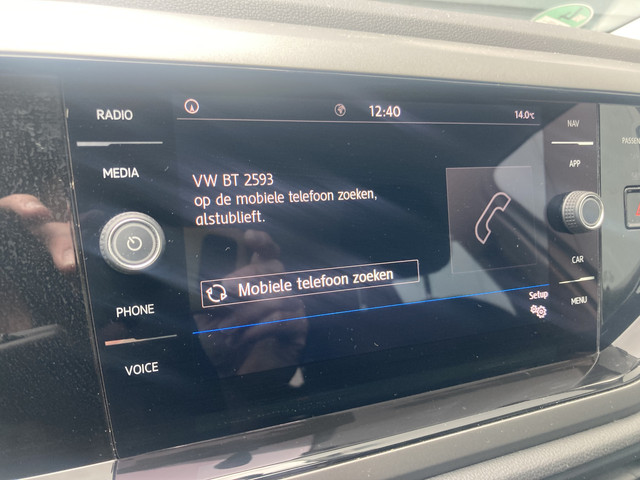 RADIO
MEDIA
PHONE
VOICE
12:40
14.0°C
VW BT 2593
op de mobiele telefoon zoeken,
alstublieft.
Mobiele telefoon zoeken
Setup
NAV
APP
CAR
MENU